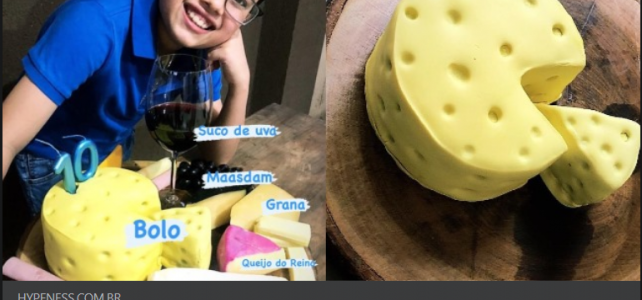 Suco de uva
Maasdam
10
Grana
Bolo
Queijo do Reino
HYPENESS.COM.BR